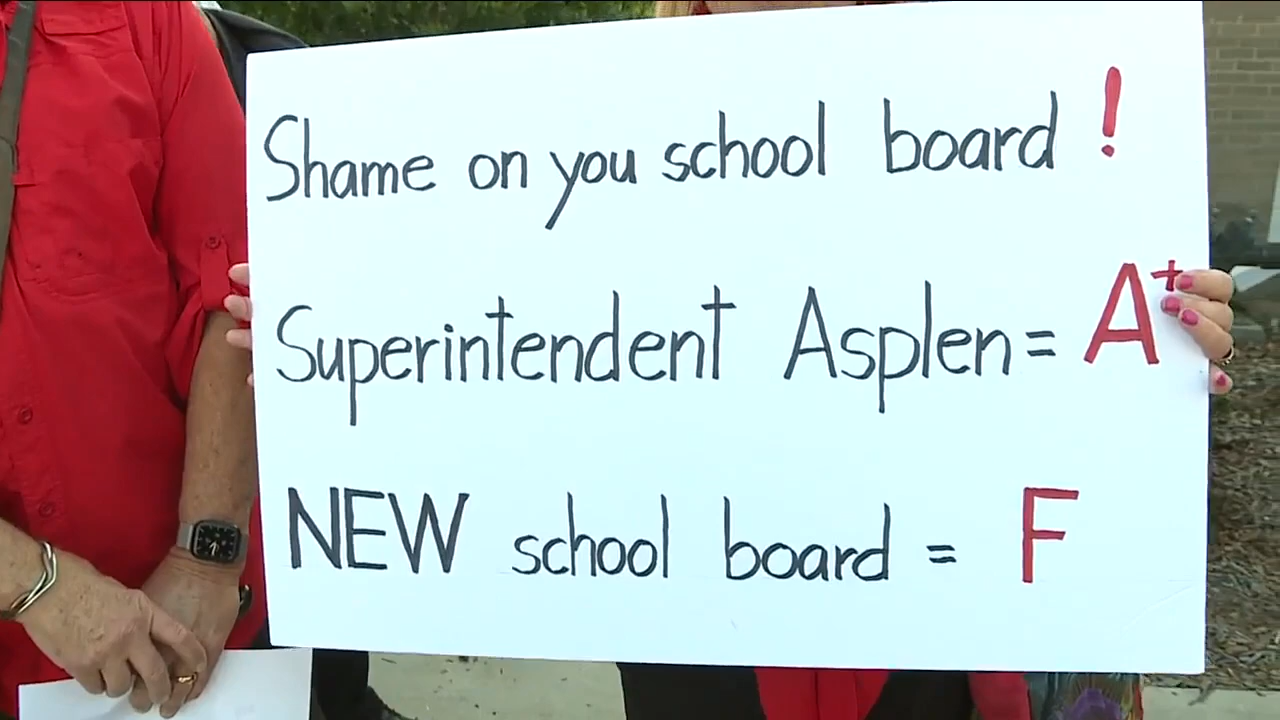 Shame on you school board !
Superintendent Asplen = A+
NEW school board = F